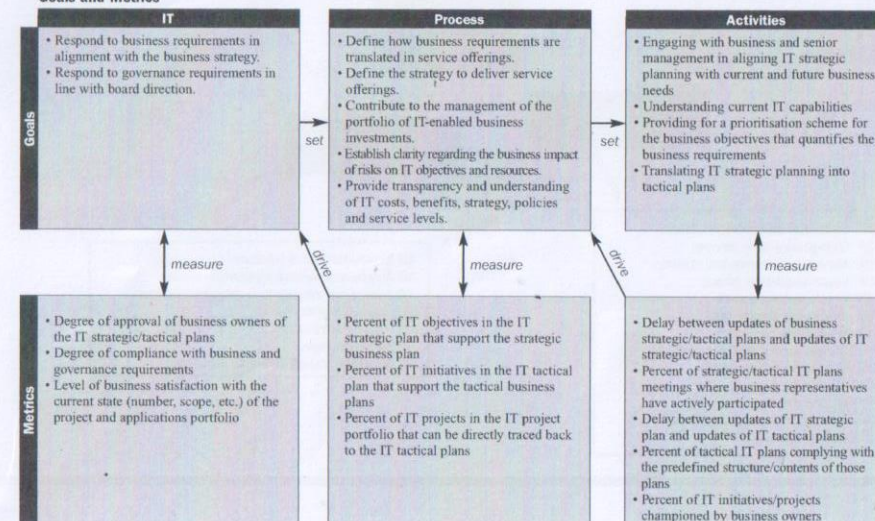 Goals and Metrics
IT
Process
Activities
Goals
• Respond to business requirements in
alignment with the business strategy.
• Respond to governance requirements in
line with board direction.
set
• Define how business requirements are
translated in service offerings.
• Define the strategy to deliver service
offerings.
• Contribute to the management of the
portfolio of IT-enabled business
investments.
• Establish clarity regarding the business impact
of risks on IT objectives and resources.
• Provide transparency and understanding
of IT costs, benefits, strategy, policies
and service levels.
set
• Engaging with business and senior
management in aligning IT strategic
planning with current and future business
needs
• Understanding current IT capabilities
• Providing for a prioritisation scheme for
the business objectives that quantifies the
business requirements
• Translating IT strategic planning into
tactical plans
measure
drive
measure
drive
measure
Metrics
• Degree of approval of business owners of
the IT strategic/tactical plans
• Degree of compliance with business and
governance requirements
• Level of business satisfaction with the
current state (number, scope, etc.) of the
project and applications portfolio
• Percent of IT objectives in the IT
strategic plan that support the strategic
business plan
• Percent of IT initiatives in the IT tactical
plan that support the tactical business
plans
• Percent of IT projects in the IT project
portfolio that can be directly traced back
to the IT tactical plans
• Delay between updates of business
strategic/tactical plans and updates of IT
strategic/tactical plans
• Percent of strategic/tactical IT plans
meetings where business representatives
have actively participated
• Delay between updates of IT strategic
plan and updates of IT tactical plans
• Percent of tactical IT plans complying with
the predefined structure/contents of those
plans
• Percent of IT initiatives/projects
championed by business owners